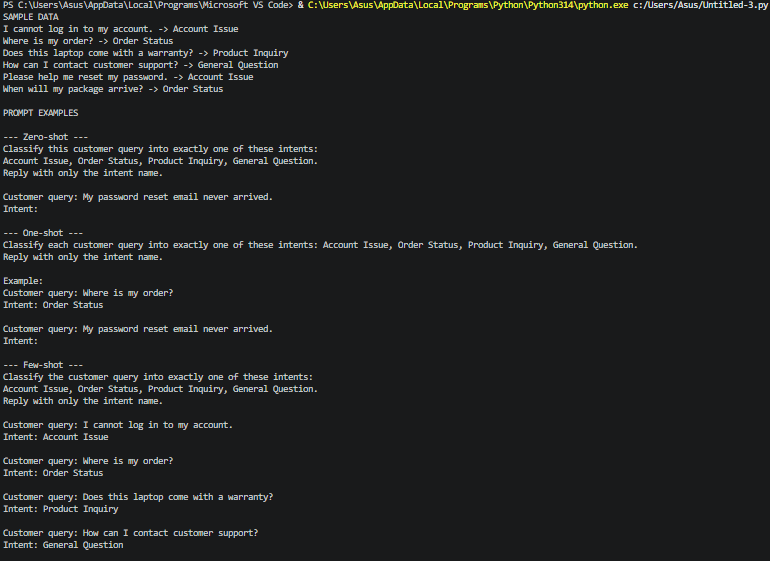 PS C:\Users\Asus\AppData\Local\Programs\Microsoft VS Code> & C:\Users\Asus\AppData\Local\Programs\Python\Python314\python.exe c:/Users/Asus/Untitled-3.py
SAMPLE DATA
I cannot log in to my account. -> Account Issue
Where is my order? -> Order Status
Does this laptop come with a warranty? -> Product Inquiry
How can I contact customer support? -> General Question
Please help me reset my password. -> Account Issue
When will my package arrive? -> Order Status
PROMPT EXAMPLES
--- Zero-shot ---
Classify this customer query into exactly one of these intents:
Account Issue, Order Status, Product Inquiry, General Question.
Reply with only the intent name.
Customer query: My password reset email never arrived.
Intent:
--- One-shot ---
Classify each customer query into exactly one of these intents: Account Issue, Order Status, Product Inquiry, General Question.
Reply with only the intent name.
Example:
Customer query: Where is my order?
Intent: Order Status
Customer query: My password reset email never arrived.
Intent:
--- Few-shot ---
Classify the customer query into exactly one of these intents:
Account Issue, Order Status, Product Inquiry, General Question.
Reply with only the intent name.
Customer query: I cannot log in to my account.
Intent: Account Issue
Customer query: Where is my order?
Intent: Order Status
Customer query: Does this laptop come with a warranty?
Intent: Product Inquiry
Customer query: How can I contact customer support?
Intent: General Question